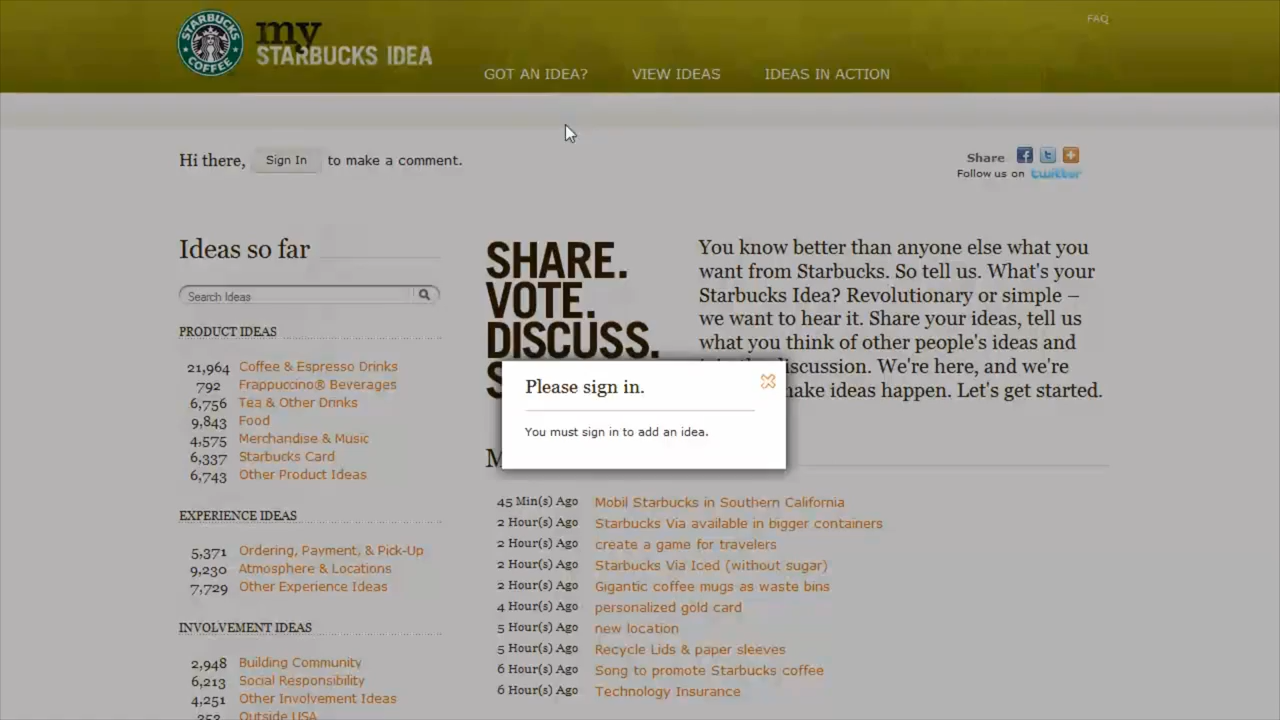 STARBUCKS
COFFEE
my
STARBUCKS IDEA
FAQ
GOT AN IDEA?
VIEW IDEAS
IDEAS IN ACTION
Hi there, Sign In to make a comment.
Share
Follow us on twitter
Ideas so far
Search Ideas
PRODUCT IDEAS
21,964 Coffee & Espresso Drinks
792 Frappuccino® Beverages
6,756 Tea & Other Drinks
9,843 Food
4,575 Merchandise & Music
6,337 Starbucks Card
6,743 Other Product Ideas
EXPERIENCE IDEAS
5,371 Ordering, Payment, & Pick-Up
9,230 Atmosphere & Locations
7,729 Other Experience Ideas
INVOLVEMENT IDEAS
2,948 Building Community
6,213 Social Responsibility
4,251 Other Involvement Ideas
Outside USA
SHARE.
VOTE.
DISCUSS.
S
You know better than anyone else what you
want from Starbucks. So tell us. What's your
Starbucks Idea? Revolutionary or simple –
we want to hear it. Share your ideas, tell us
what you think of other people's ideas and
discussion. We're here, and we're
make ideas happen. Let's get started.
Please sign in.
You must sign in to add an idea.
M
45 Min(s) Ago Mobil Starbucks in Southern California
2 Hour(s) Ago Starbucks Via available in bigger containers
2 Hour(s) Ago create a game for travelers
2 Hour(s) Ago Starbucks Via Iced (without sugar)
2 Hour(s) Ago Gigantic coffee mugs as waste bins
4 Hour(s) Ago personalized gold card
5 Hour(s) Ago new location
5 Hour(s) Ago Recycle Lids & paper sleeves
6 Hour(s) Ago Song to promote Starbucks coffee
6 Hour(s) Ago Technology Insurance